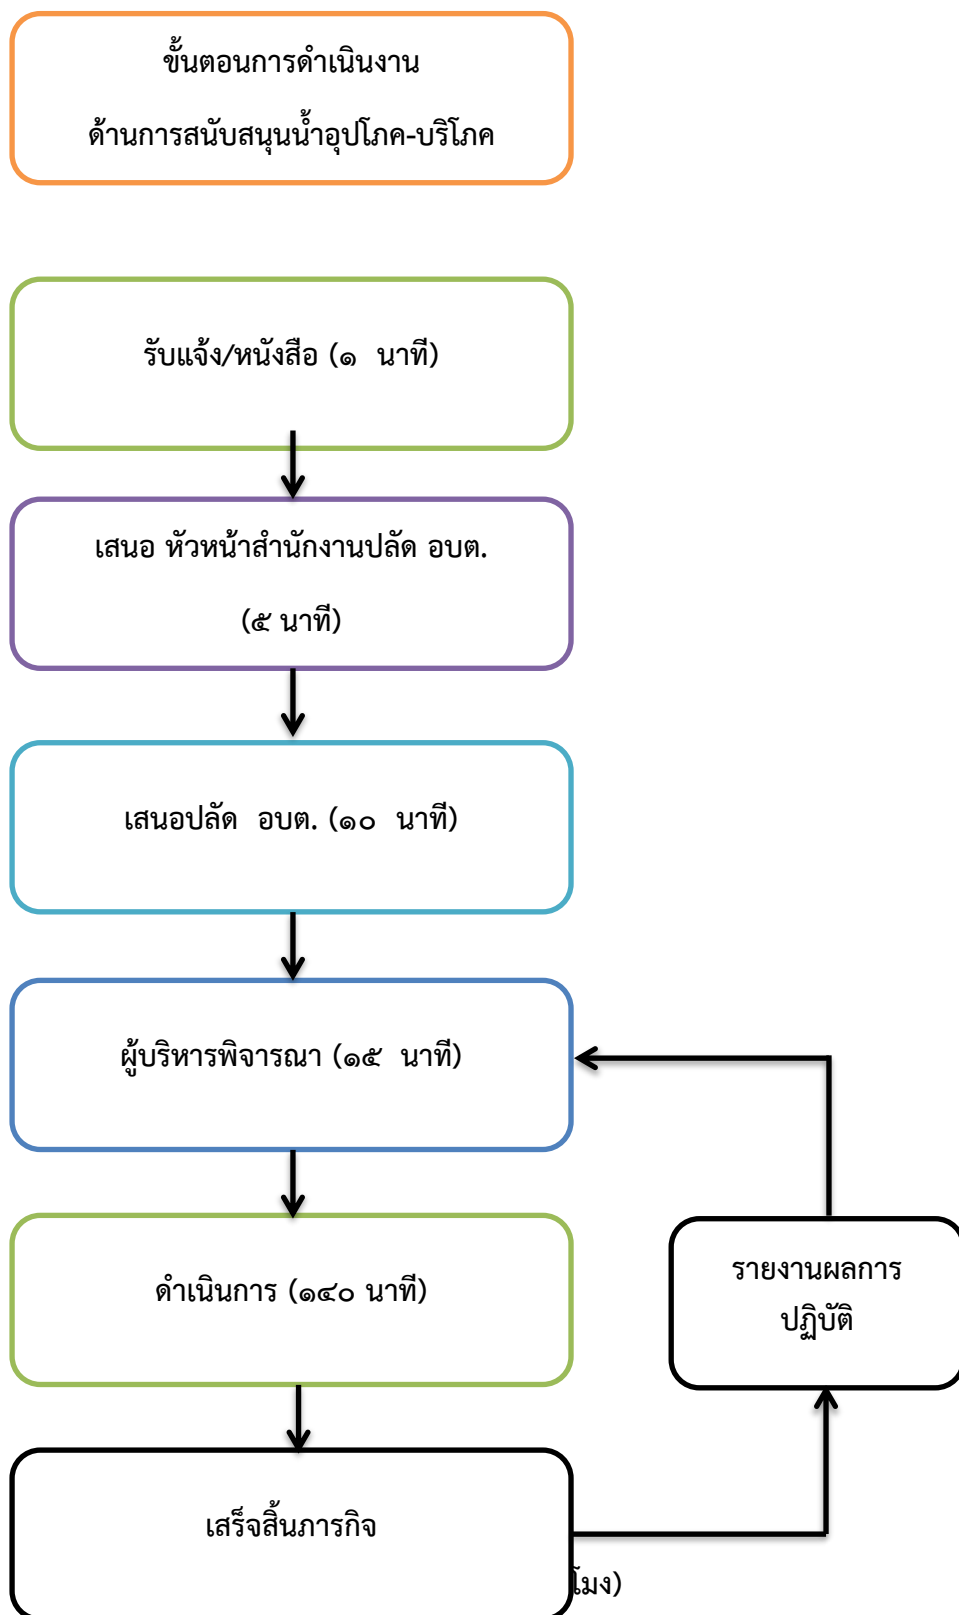 ขั้นตอนการดำเนินงาน
ด้านการสนับสนุนน้ำอุปโภค-บริโภค
รับแจ้ง/หนังสือ (๑ นาที)
เสนอ หัวหน้าสำนักงานปลัด อบต.
(๕ นาที)
เสนอปลัด อบต. (๑๐ นาที)
ผู้บริหารพิจารณา (๑๕ นาที)
ดำเนินการ (๑๔๐ นาที)
รายงานผลการ
ปฏิบัติ
เสร็จสิ้นภารกิจ